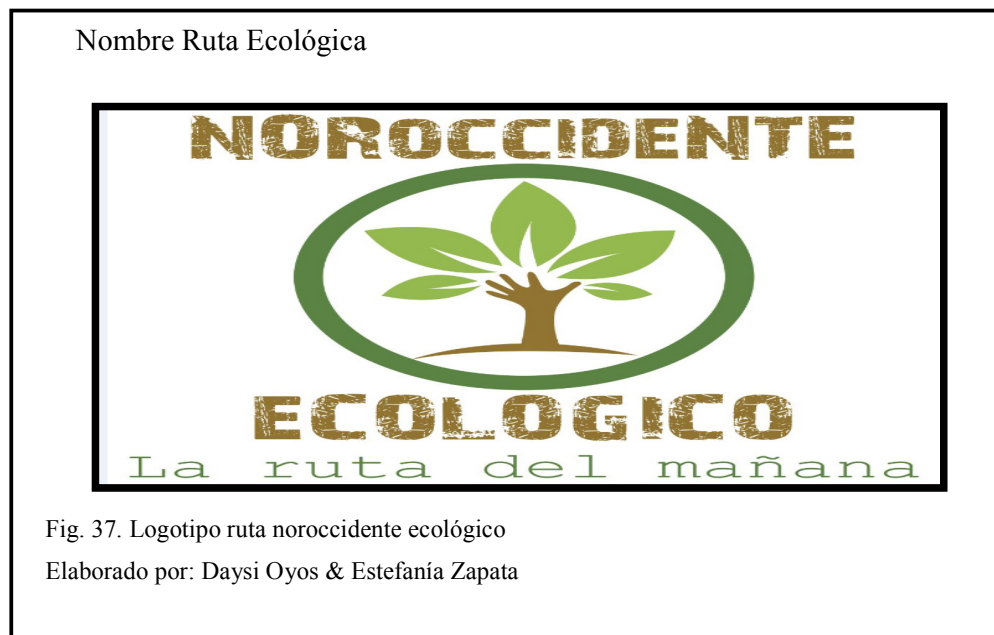 Nombre Ruta Ecológica
NOROCCIDENTE
ECOLOGICO
La ruta del mañana
Fig. 37. Logotipo ruta noroccidente ecológico
Elaborado por: Daysi Oyos & Estefanía Zapata